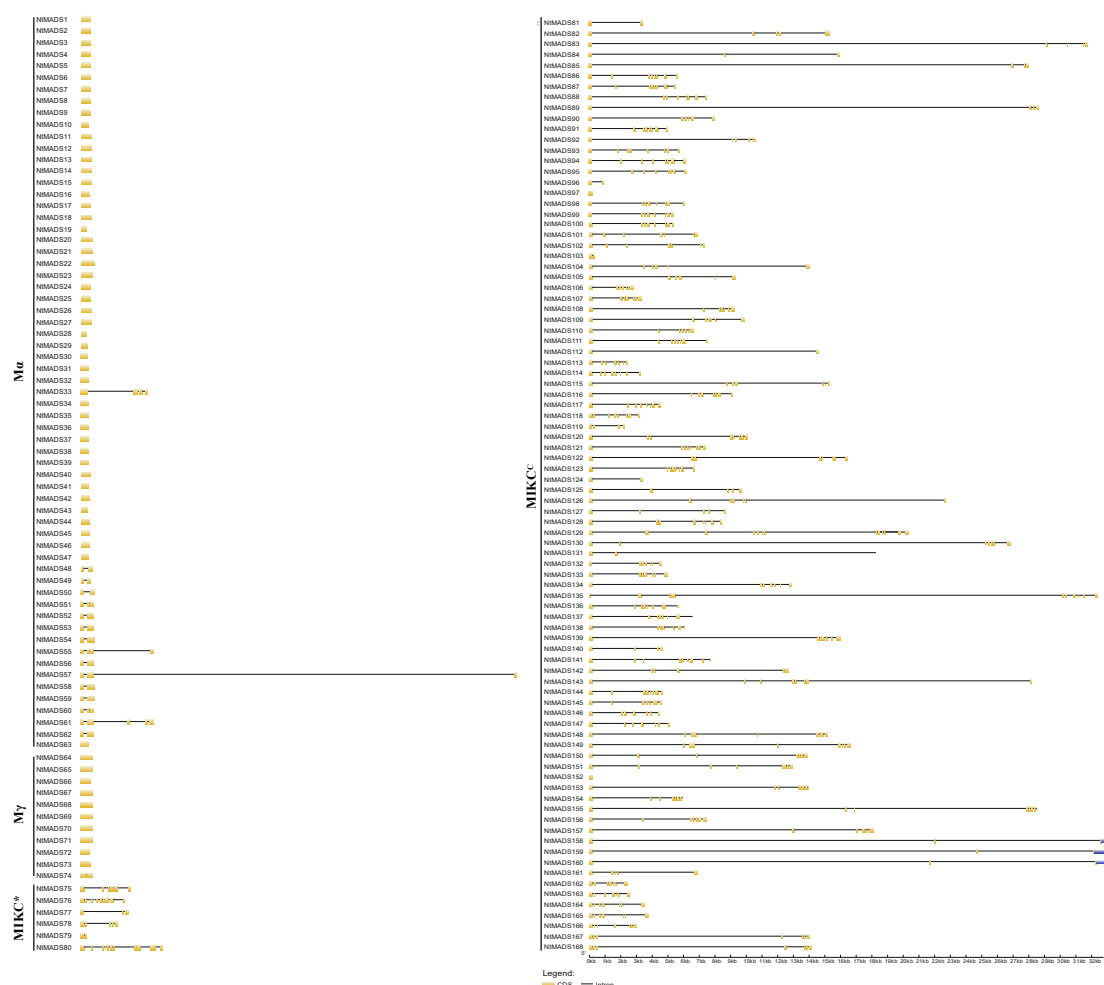 NtMADS1
NtMADS2
NtMADS3
NtMADS4
NtMADS5
NtMADS6
NtMADS7
NtMADS8
NtMADS9
NtMADS10
NtMADS11
NtMADS12
NtMADS13
NtMADS14
NtMADS15
NtMADS16
NtMADS17
NtMADS18
NtMADS19
NtMADS20
NtMADS21
NtMADS22
NtMADS23
NtMADS24
NtMADS25
NtMADS26
NtMADS27
NtMADS28
NtMADS29
NtMADS30
NtMADS31
NtMADS32
NtMADS33
NtMADS34
NtMADS35
NtMADS36
NtMADS37
NtMADS38
NtMADS39
NtMADS40
NtMADS41
NtMADS42
NtMADS43
NtMADS44
NtMADS45
NtMADS46
NtMADS47
NtMADS48
NtMADS49
NtMADS50
NtMADS51
NtMADS52
NtMADS53
NtMADS54
NtMADS55
NtMADS56
NtMADS57
NtMADS58
NtMADS59
NtMADS60
NtMADS61
NtMADS62
NtMADS63
Mα
NtMADS64
NtMADS65
NtMADS66
NtMADS67
NtMADS68
NtMADS69
NtMADS70
NtMADS71
NtMADS72
NtMADS73
NtMADS74
Mγ
NtMADS75
NtMADS76
NtMADS77
NtMADS78
NtMADS79
NtMADS80
MIKC*
NtMADS81
NtMADS82
NtMADS83
NtMADS84
NtMADS85
NtMADS86
NtMADS87
NtMADS88
NtMADS89
NtMADS90
NtMADS91
NtMADS92
NtMADS93
NtMADS94
NtMADS95
NtMADS96
NtMADS97
NtMADS98
NtMADS99
NtMADS100
NtMADS101
NtMADS102
NtMADS103
NtMADS104
NtMADS105
NtMADS106
NtMADS107
NtMADS108
NtMADS109
NtMADS110
NtMADS111
NtMADS112
NtMADS113
NtMADS114
NtMADS115
NtMADS116
NtMADS117
NtMADS118
NtMADS119
NtMADS120
NtMADS121
NtMADS122
NtMADS123
NtMADS124
NtMADS125
NtMADS126
NtMADS127
NtMADS128
NtMADS129
NtMADS130
NtMADS131
NtMADS132
NtMADS133
NtMADS134
NtMADS135
NtMADS136
NtMADS137
NtMADS138
NtMADS139
NtMADS140
NtMADS141
NtMADS142
NtMADS143
NtMADS144
NtMADS145
NtMADS146
NtMADS147
NtMADS148
NtMADS149
NtMADS150
NtMADS151
NtMADS152
NtMADS153
NtMADS154
NtMADS155
NtMADS156
NtMADS157
NtMADS158
NtMADS159
NtMADS160
NtMADS161
NtMADS162
NtMADS163
NtMADS164
NtMADS165
NtMADS166
NtMADS167
NtMADS168
MIKCᶜ
5'
0kb 1kb 2kb 3kb 4kb 5kb 6kb 7kb 8kb 9kb 10kb 11kb 12kb 13kb 14kb 15kb 16kb 17kb 18kb 19kb 20kb 21kb 22kb 23kb 24kb 25kb 26kb 27kb 28kb 29kb 30kb 31kb 32kb
Legend:
CDS Intron